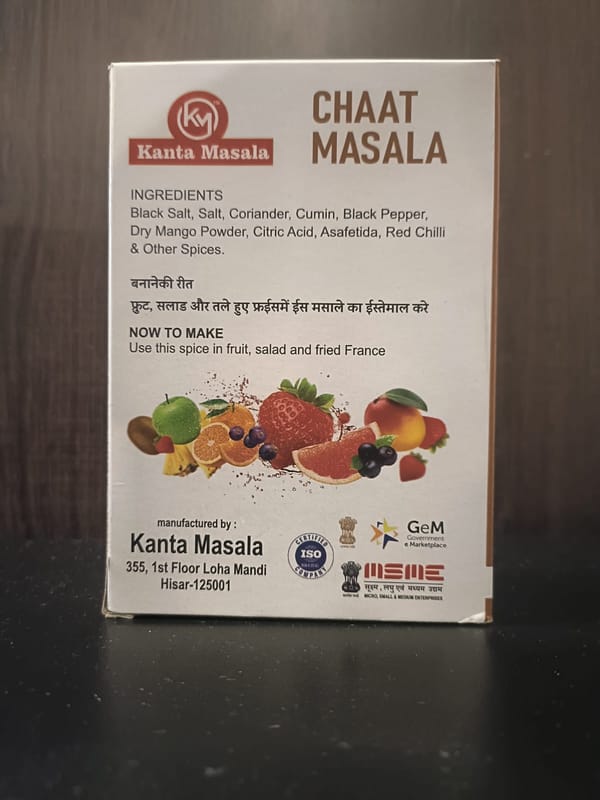 KM
TM
Kanta Masala
CHAAT
MASALA
INGREDIENTS
Black Salt, Salt, Coriander, Cumin, Black Pepper,
Dry Mango Powder, Citric Acid, Asafetida, Red Chilli
& Other Spices.
बनानेकी रीत
फ्रुट, सलाड और तले हुए फ्रईसमें ईस मसाले का ईस्तेमाल करे
NOW TO MAKE
Use this spice in fruit, salad and fried France
manufactured by :
Kanta Masala
355, 1st Floor Loha Mandi
Hisar-125001
CERTIFIED
ISO
COMPANY
GeM
Government
e Marketplace
MSME
सूक्ष्म, लघु एवं मध्यम उद्यम
MICRO, SMALL & MEDIUM ENTERPRISES